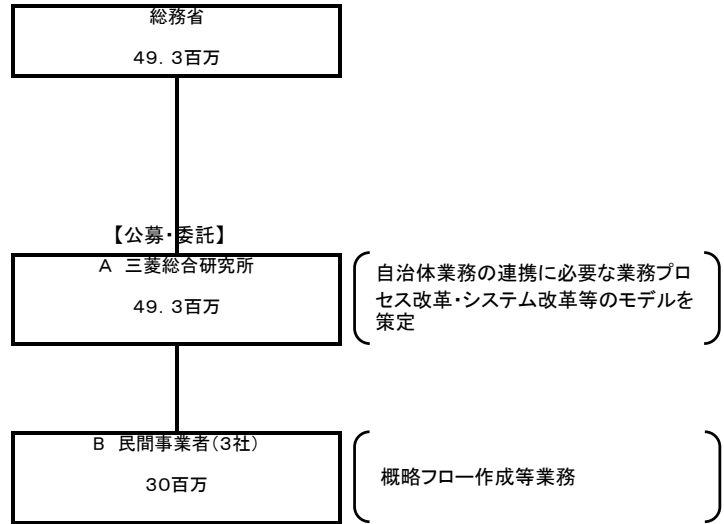 総務省
49．3百万
【公募・委託】
A　三菱総合研究所
49．3百万
自治体業務の連携に必要な業務プロ
セス改革・システム改革等のモデルを
策定
B　民間事業者（3社）
30百万
概略フロー作成等業務